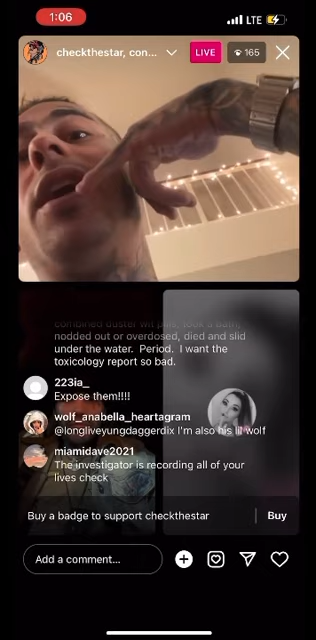 1:06
LTE
checkthestar, con...
LIVE
165
combined duster wit pills, took a bath,
nodded out or overdosed, died and slid
under the water. Period. I want the
toxicology report so bad.
223ia_
Expose them!!!!
wolf_anabella_heartagram
@longliveyungdaggerdix I'm also his lil wolf
miamidave2021
The investigator is recording all of your
lives check
Buy a badge to support checkthestar
Buy
Add a comment...